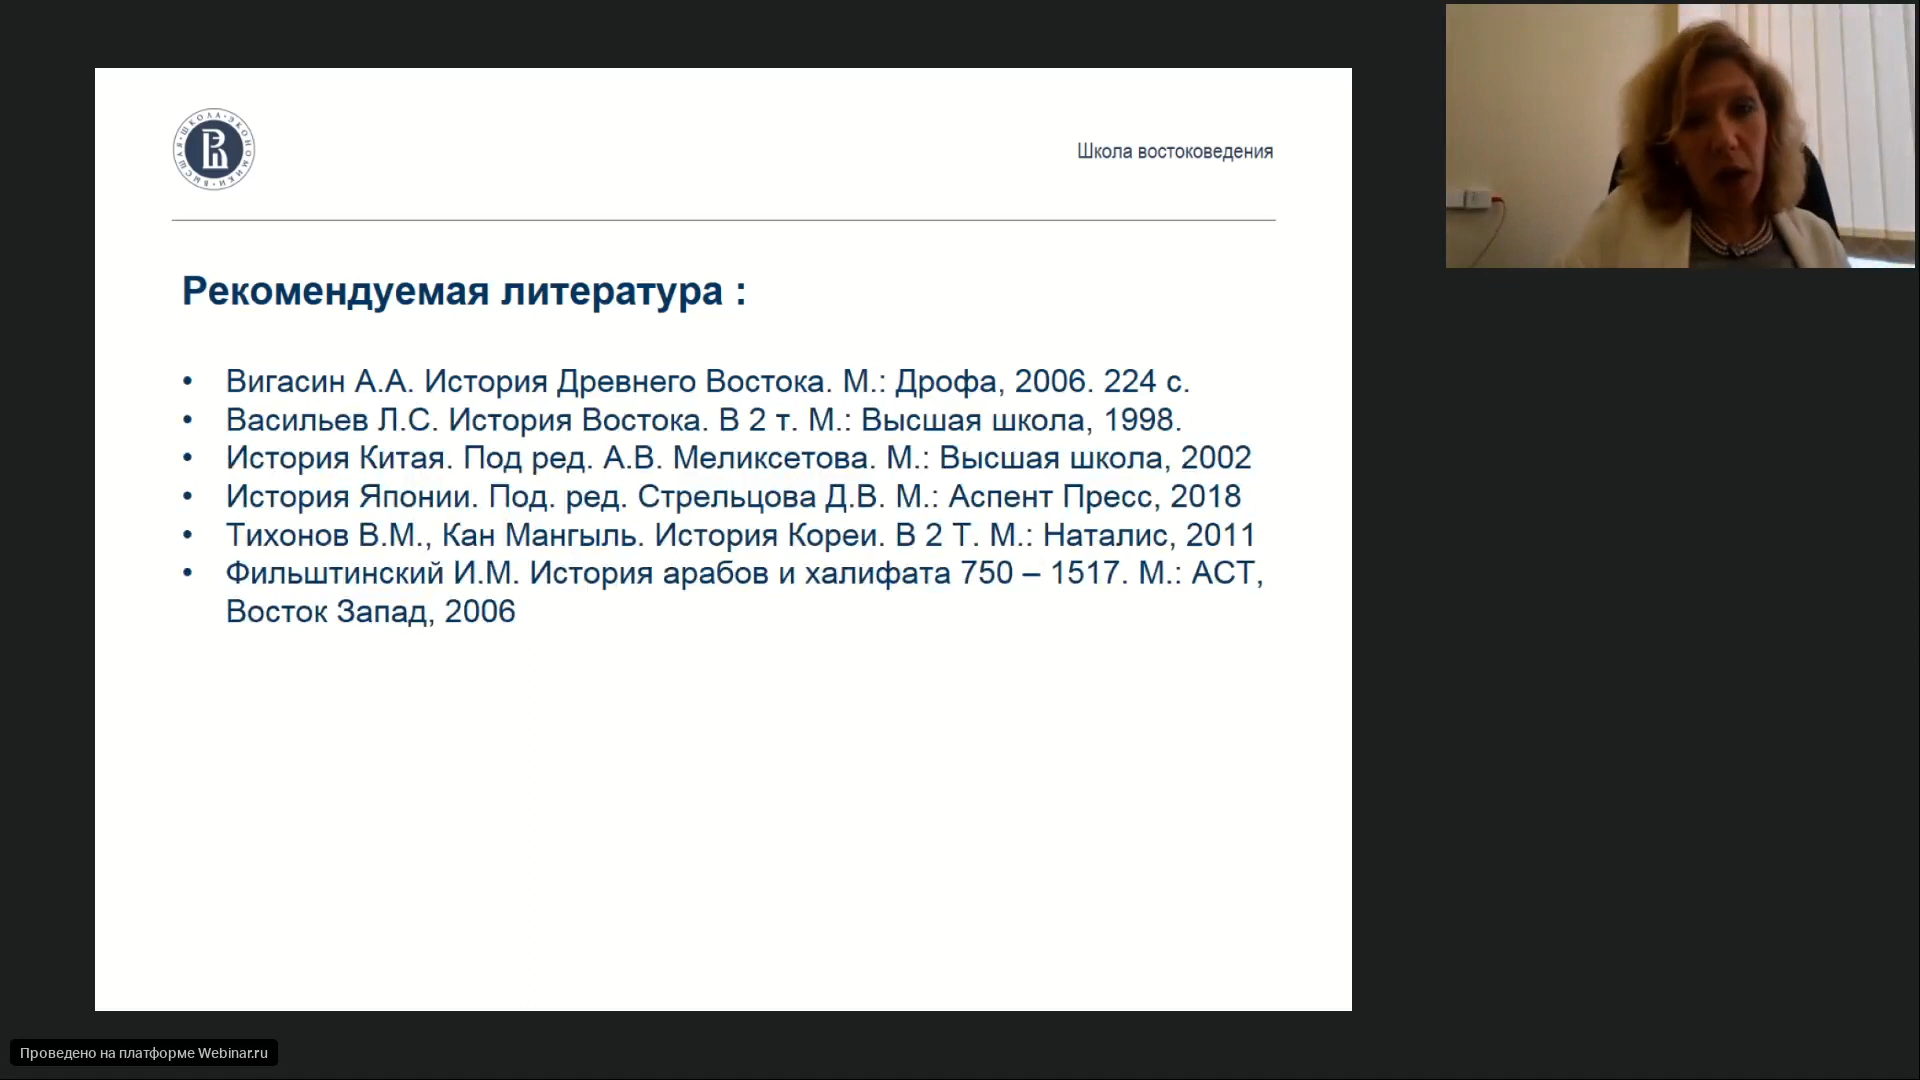 ВЫСШАЯ ШКОЛА ЭКОНОМИКИ
Школа востоковедения
Рекомендуемая литература :
• Вигасин А.А. История Древнего Востока. М.: Дрофа, 2006. 224 с.
• Васильев Л.С. История Востока. В 2 т. М.: Высшая школа, 1998.
• История Китая. Под ред. А.В. Меликсетова. М.: Высшая школа, 2002
• История Японии. Под. ред. Стрельцова Д.В. М.: Аспент Пресс, 2018
• Тихонов В.М., Кан Мангыль. История Кореи. В 2 Т. М.: Наталис, 2011
• Фильштинский И.М. История арабов и халифата 750 – 1517. М.: АСТ,
Восток Запад, 2006
Проведено на платформе Webinar.ru